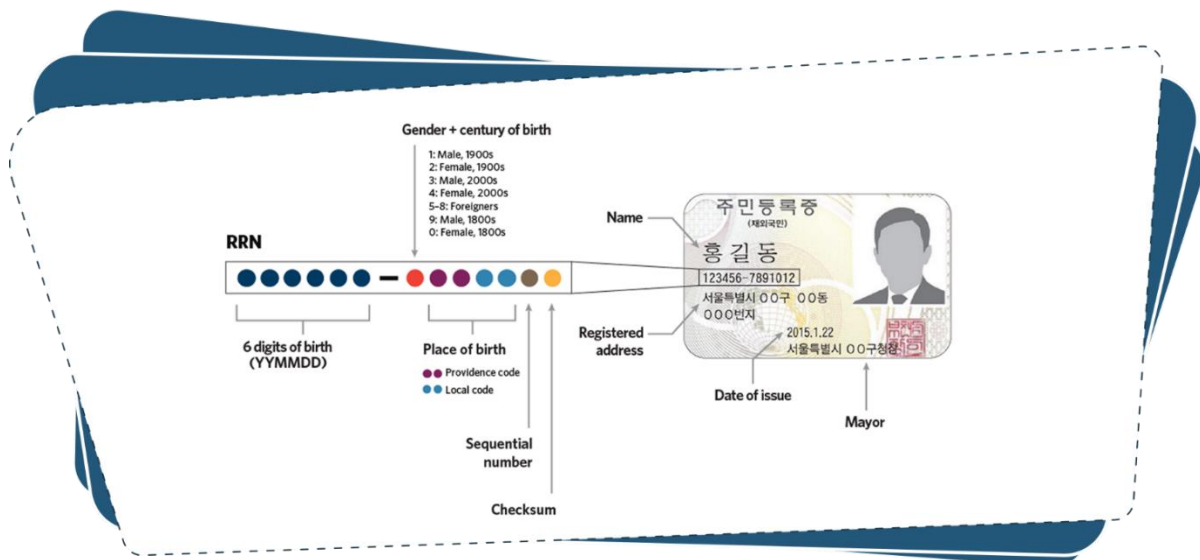 Gender + century of birth
1: Male, 1900s
2: Female, 1900s
3: Male, 2000s
4: Female, 2000s
5–8: Foreigners
9: Male, 1800s
0: Female, 1800s
RRN
6 digits of birth
(YYMMDD)
Place of birth
Providence code
Local code
Sequential
number
Checksum
Name
Registered
address
Date of issue
Mayor
주민등록증
(재외국민)
홍길동
123456-7891012
서울특별시 OO구 OO동
OOO번지
2015.1.22
서울특별시 OO구청장